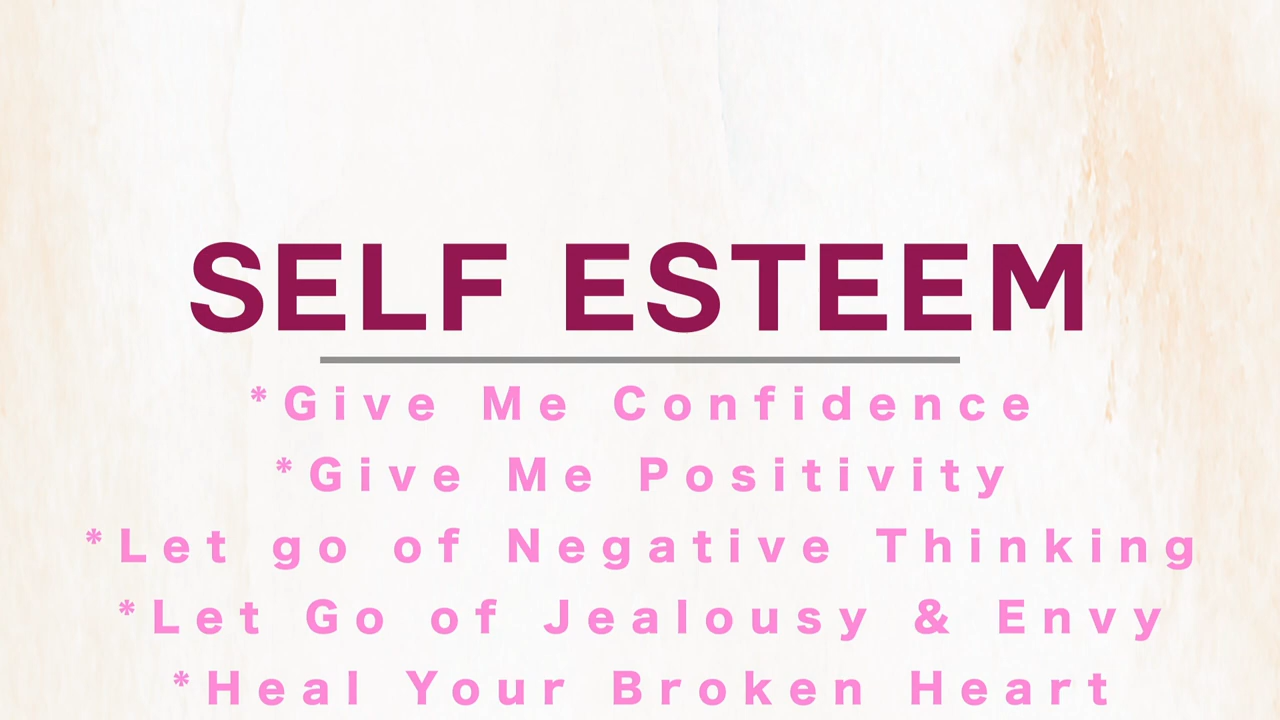 SELF ESTEEM
*Give Me Confidence
*Give Me Positivity
*Let go of Negative Thinking
*Let Go of Jealousy & Envy
*Heal Your Broken Heart